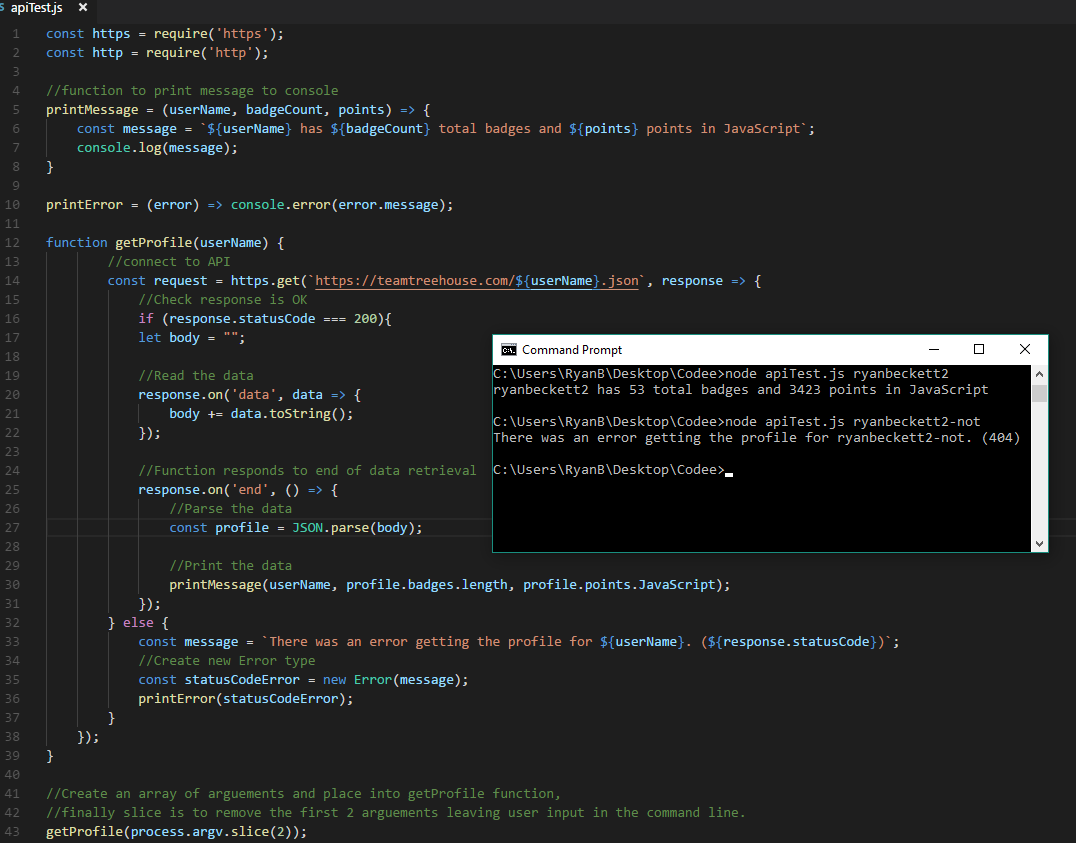 apiTest.js ×
1 const https = require('https');
2 const http = require('http');
3
4 //function to print message to console
5 printMessage = (userName, badgeCount, points) => {
6 const message = `${userName} has ${badgeCount} total badges and ${points} points in JavaScript`;
7 console.log(message);
8 }
9
10 printError = (error) => console.error(error.message);
11
12 function getProfile(userName) {
13 //connect to API
14 const request = https.get(`https://teamtreehouse.com/${userName}.json`, response => {
15 //Check response is OK
16 if (response.statusCode === 200){
17 let body = "";
18
19 //Read the data
20 response.on('data', data => {
21 body += data.toString();
22 });
23
24 //Function responds to end of data retrieval
25 response.on('end', () => {
26 //Parse the data
27 const profile = JSON.parse(body);
28
29 //Print the data
30 printMessage(userName, profile.badges.length, profile.points.JavaScript);
31 });
32 } else {
33 const message = `There was an error getting the profile for ${userName}. (${response.statusCode})`;
34 //Create new Error type
35 const statusCodeError = new Error(message);
36 printError(statusCodeError);
37 }
38 });
39 }
40
41 //Create an array of arguements and place into getProfile function,
42 //finally slice is to remove the first 2 arguements leaving user input in the command line.
43 getProfile(process.argv.slice(2));
Command Prompt
C:\Users\RyanB\Desktop\Codee>node apiTest.js ryanbeckett2
ryanbeckett2 has 53 total badges and 3423 points in JavaScript
C:\Users\RyanB\Desktop\Codee>node apiTest.js ryanbeckett2-not
There was an error getting the profile for ryanbeckett2-not. (404)
C:\Users\RyanB\Desktop\Codee>